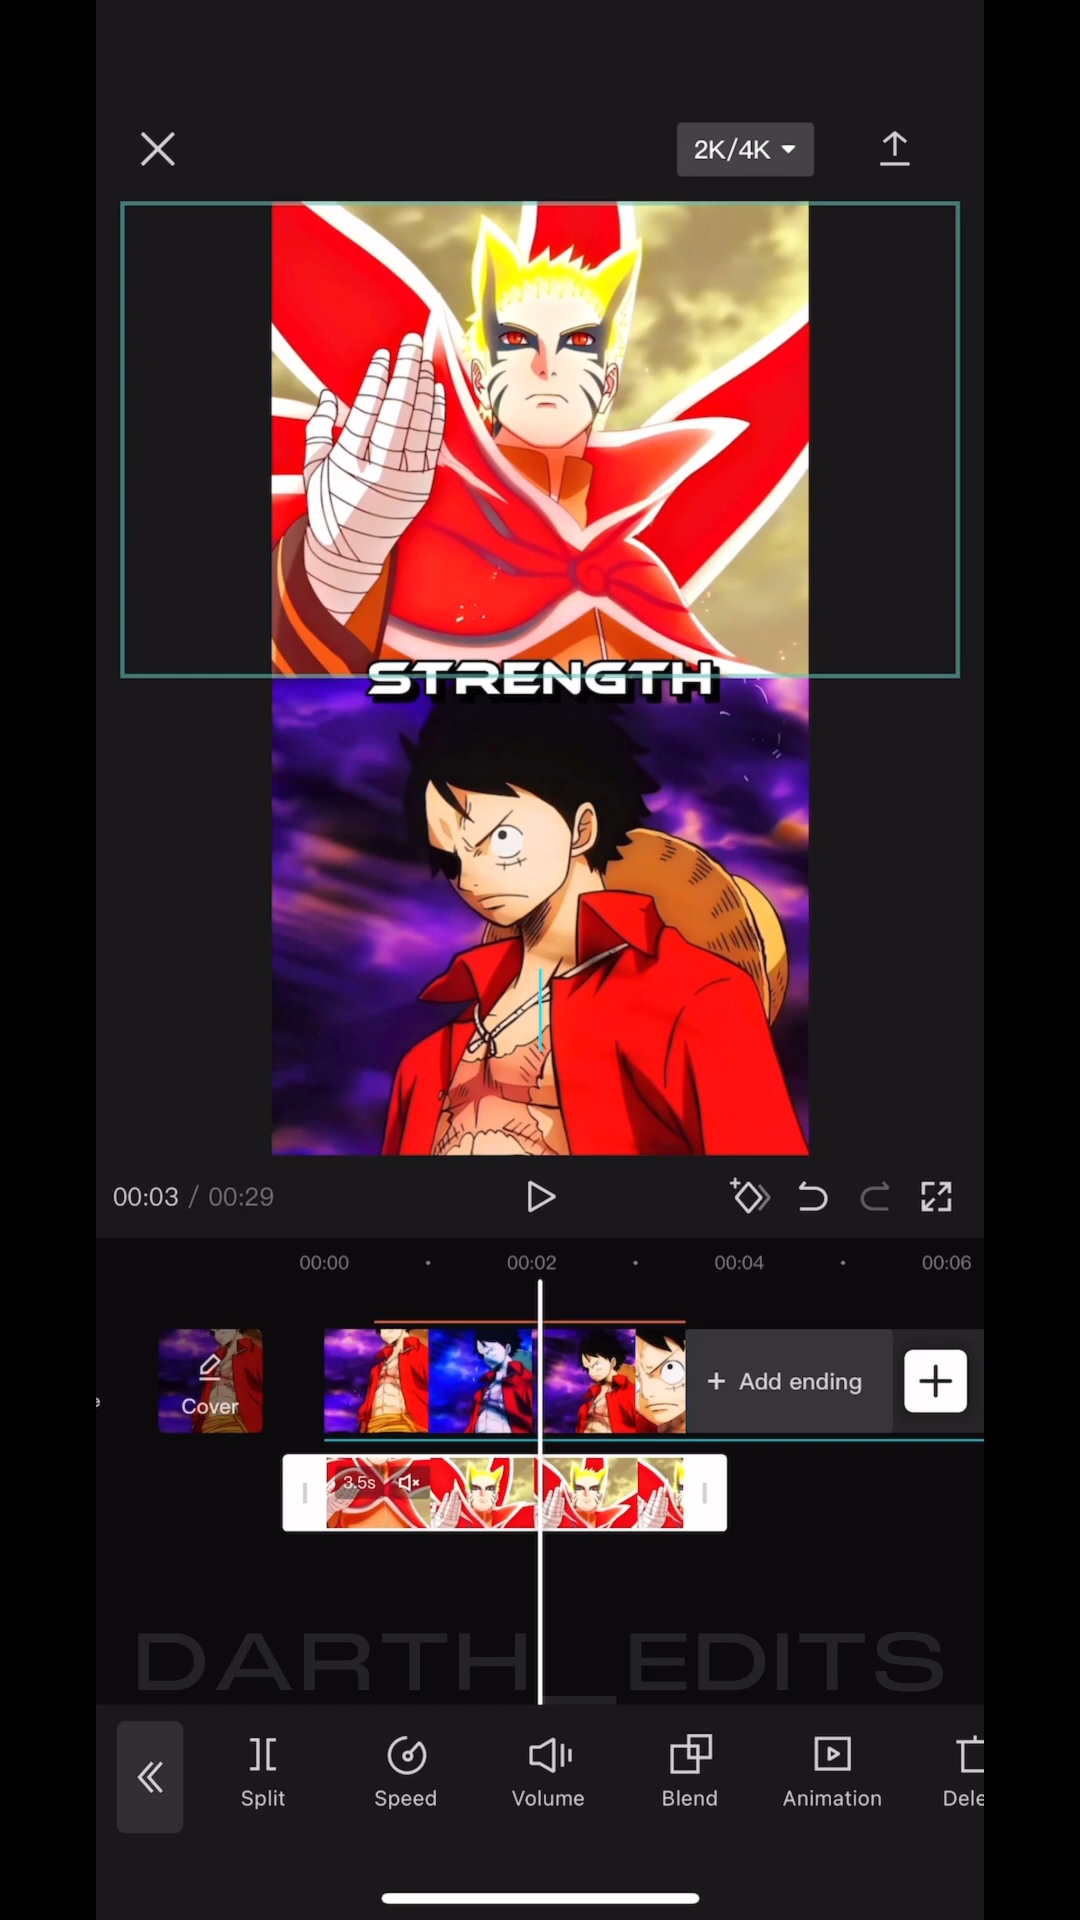 2K/4K
STRENGTH
00:03 / 00:29
00:00
00:02
00:04
00:06
Cover
+ Add ending
3.5s
DARTH_EDITS
Split
Speed
Volume
Blend
Animation
Dele